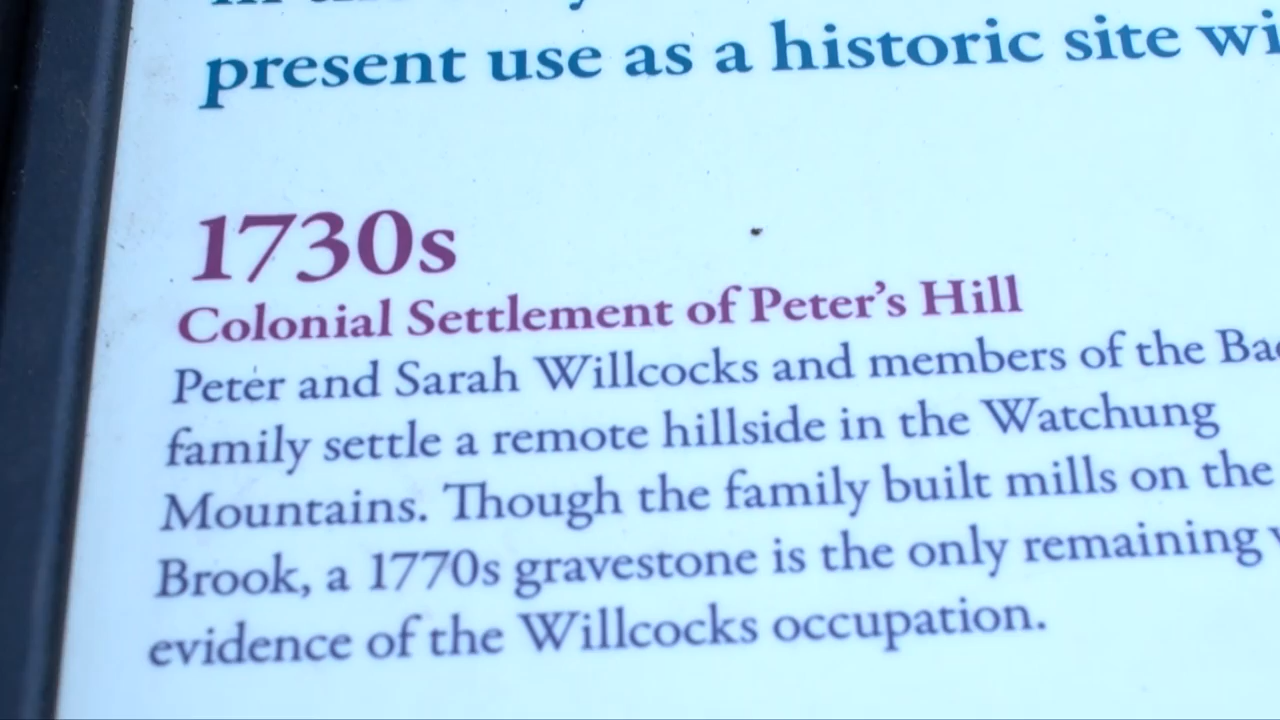 present use as a historic site
1730s
Colonial Settlement of Peter's Hill
Peter and Sarah Willcocks and members of the
family settle a remote hillside in the Watchung
Mountains. Though the family built mills on the
Brook, a 1770s gravestone is the only remaining
evidence of the Willcocks occupation.